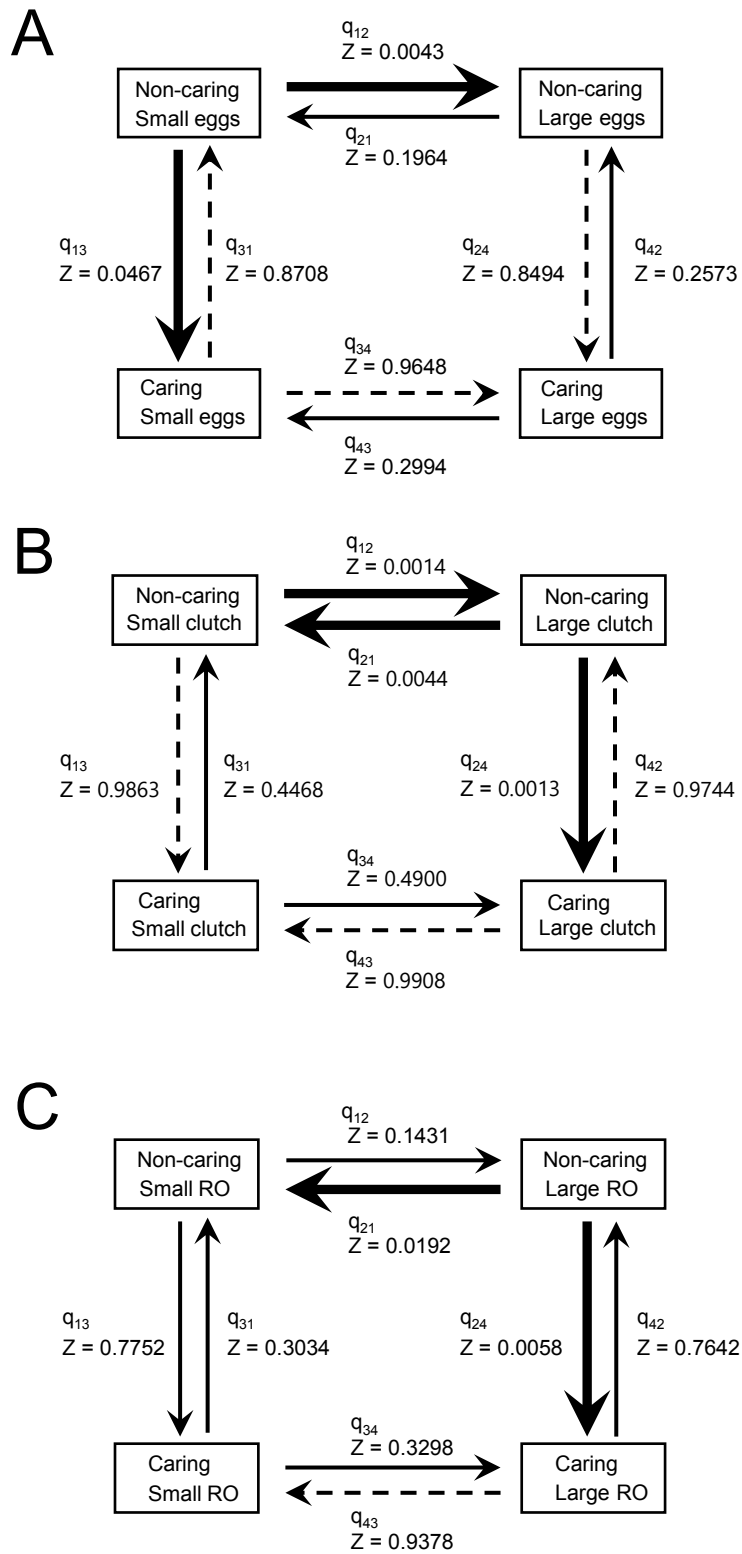 A
q12
Z = 0.0043
Non-caring
Small eggs
Non-caring
Large eggs
q21
Z = 0.1964
q13
Z = 0.0467
q31
Z = 0.8708
q24
Z = 0.8494
q42
Z = 0.2573
q34
Z = 0.9648
Caring
Small eggs
Caring
Large eggs
q43
Z = 0.2994
B
q12
Z = 0.0014
Non-caring
Small clutch
Non-caring
Large clutch
q21
Z = 0.0044
q13
Z = 0.9863
q31
Z = 0.4468
q24
Z = 0.0013
q42
Z = 0.9744
q34
Z = 0.4900
Caring
Small clutch
Caring
Large clutch
q43
Z = 0.9908
C
q12
Z = 0.1431
Non-caring
Small RO
Non-caring
Large RO
q21
Z = 0.0192
q13
Z = 0.7752
q31
Z = 0.3034
q24
Z = 0.0058
q42
Z = 0.7642
q34
Z = 0.3298
Caring
Small RO
Caring
Large RO
q43
Z = 0.9378